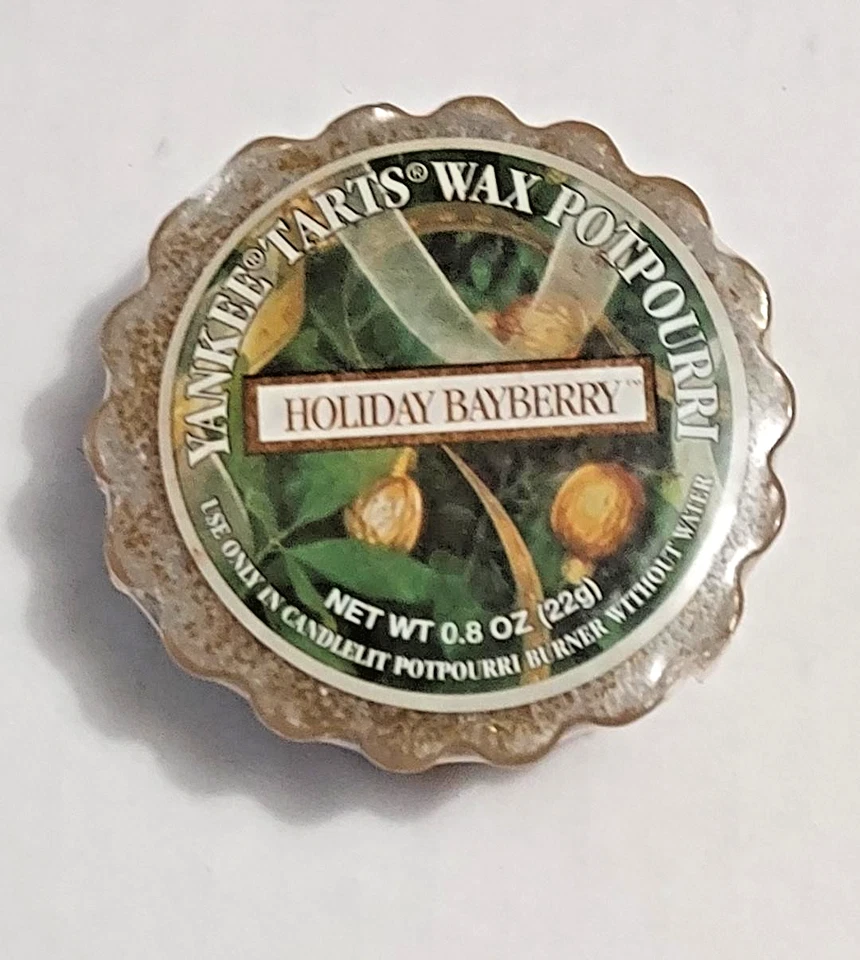 YANKEE® TARTS® WAX POTPOURRI
HOLIDAY BAYBERRY™
NET WT 0.8 OZ (22g)
USE ONLY IN CANDLELIT POTPOURRI BURNER WITHOUT WATER